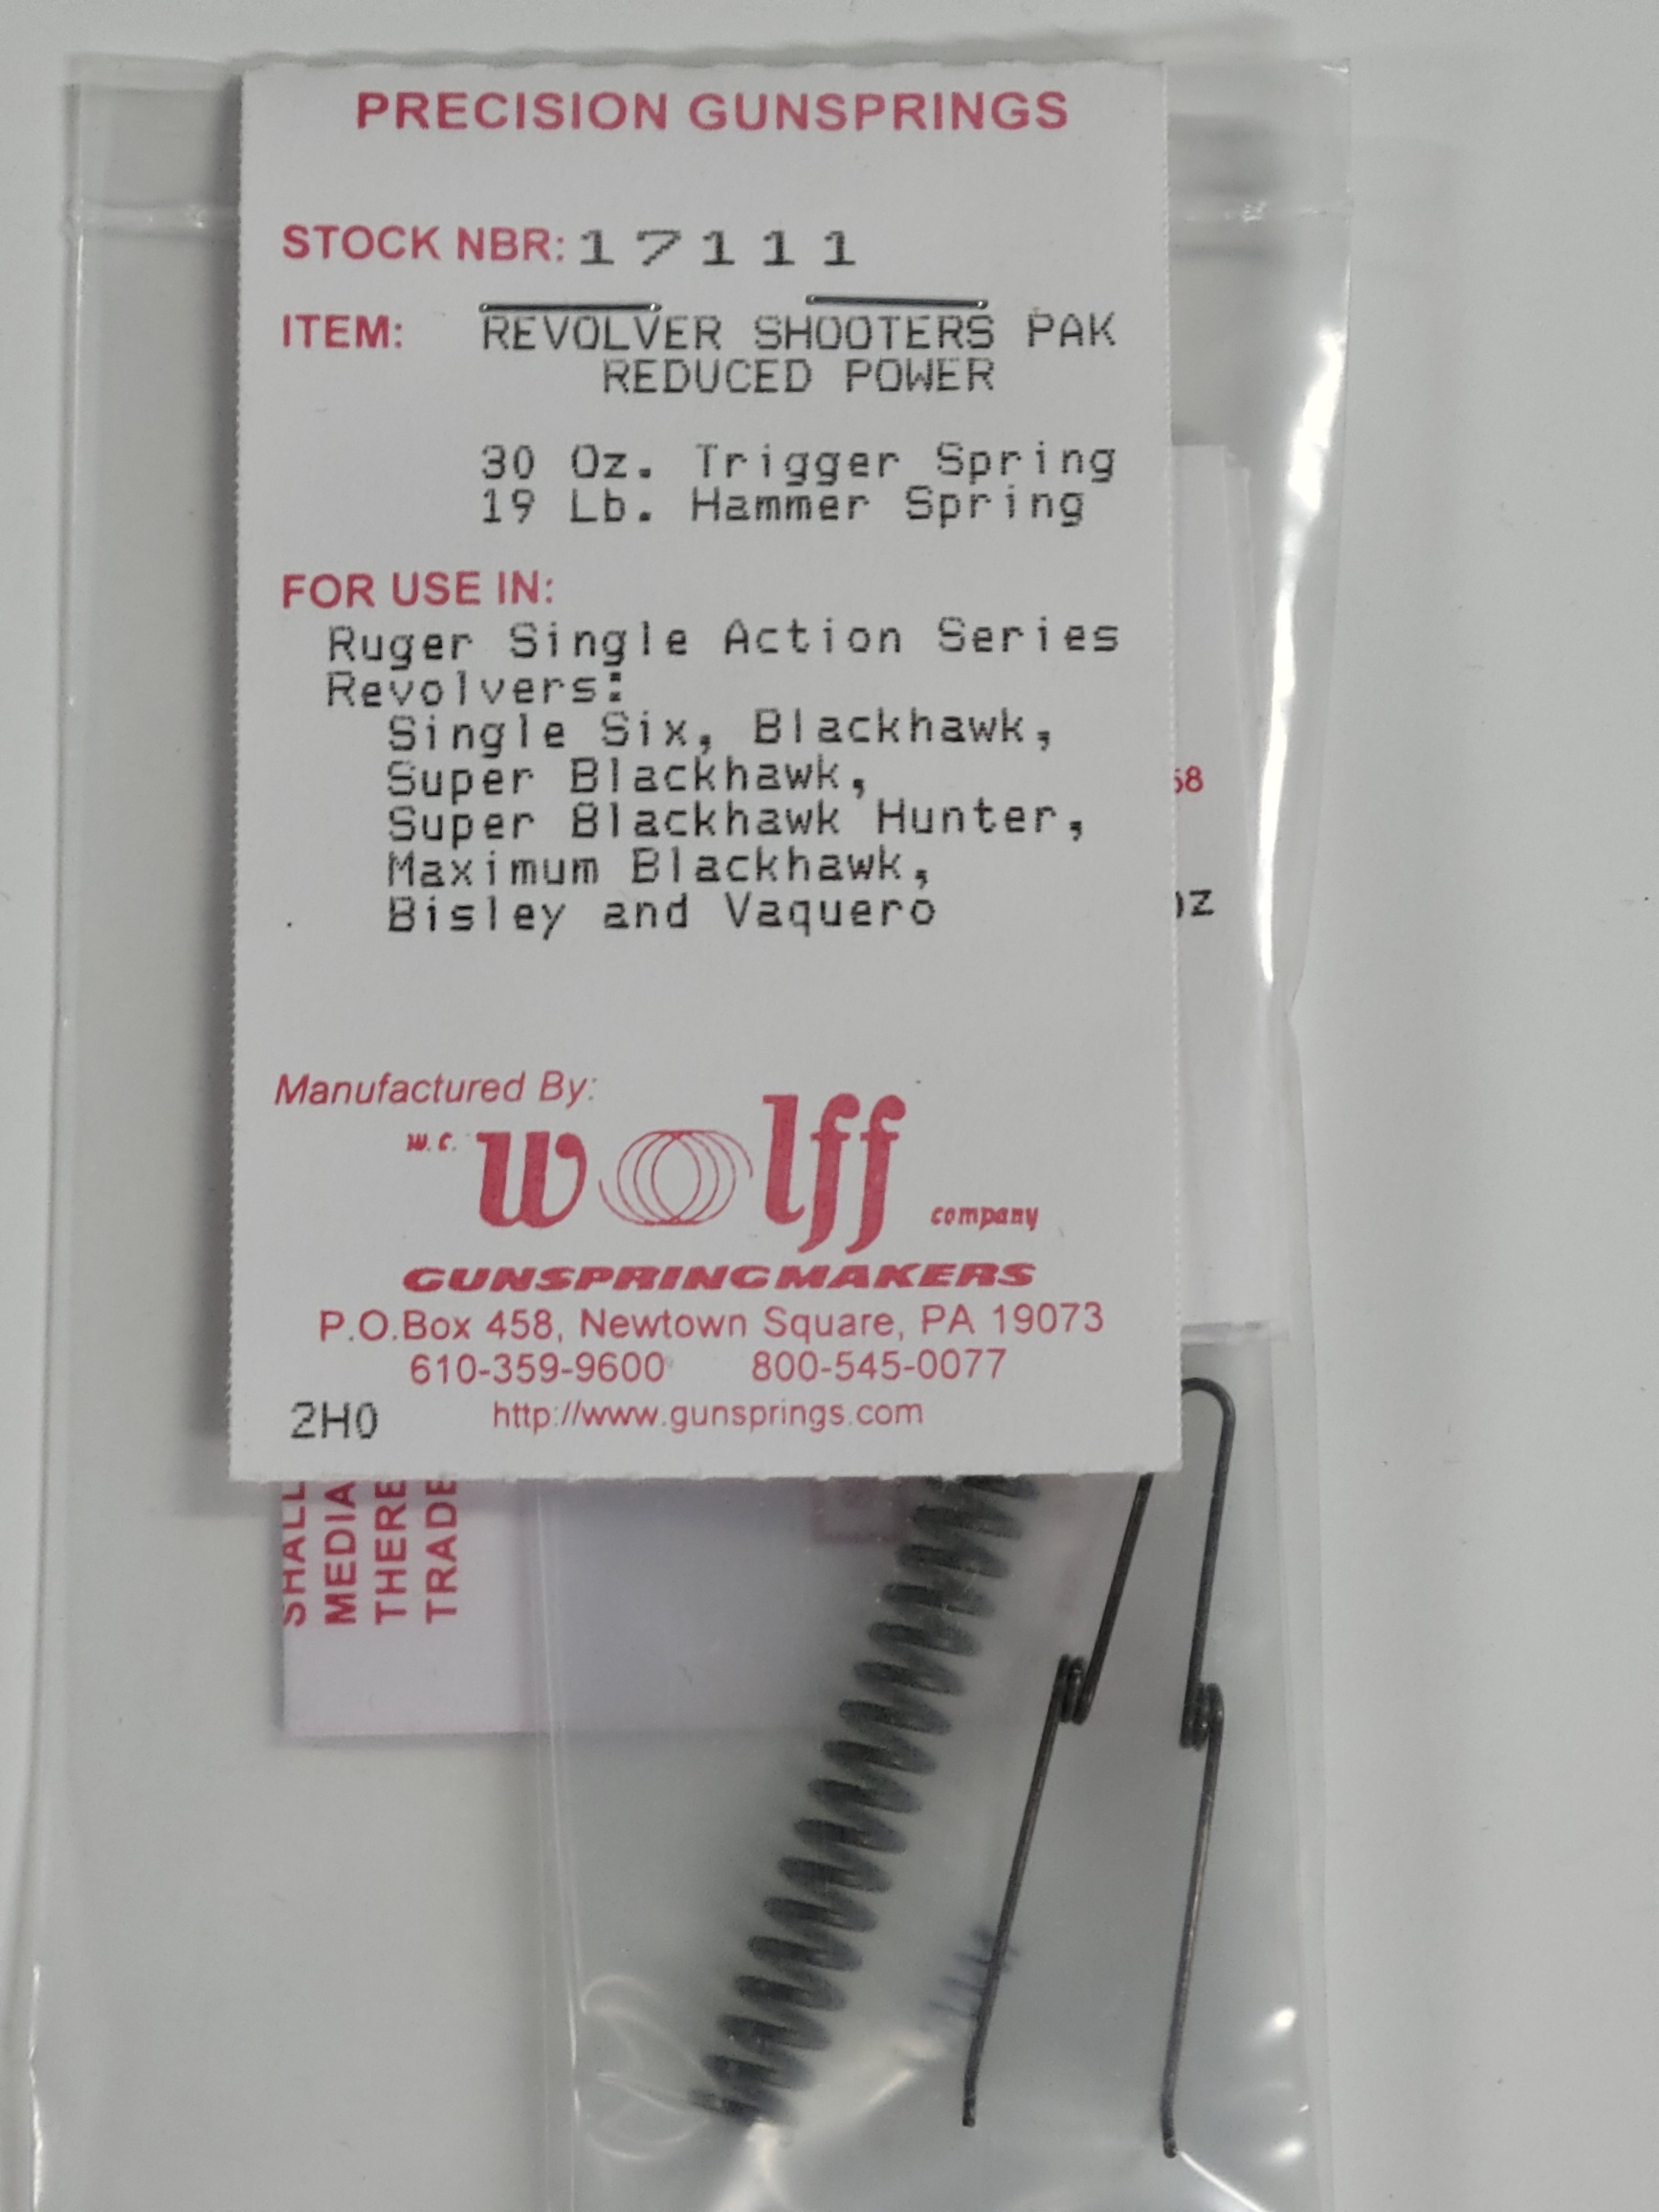 PRECISION GUNSPRINGS
STOCK NBR: 17111
ITEM: REVOLVER SHOOTERS PAK
REDUCED POWER
30 Oz. Trigger Spring
19 Lb. Hammer Spring
FOR USE IN:
Ruger Single Action Series
Revolvers:
Single Six, Blackhawk,
Super Blackhawk,
Super Blackhawk Hunter,
Maximum Blackhawk,
Bisley and Vaquero
Manufactured By:
W.C. Wolff company
GUNSPRINGMAKERS
P.O.Box 458, Newtown Square, PA 19073
610-359-9600 800-545-0077
2H0 http://www.gunsprings.com
SHALL
MEDIA
THERE
TRADE